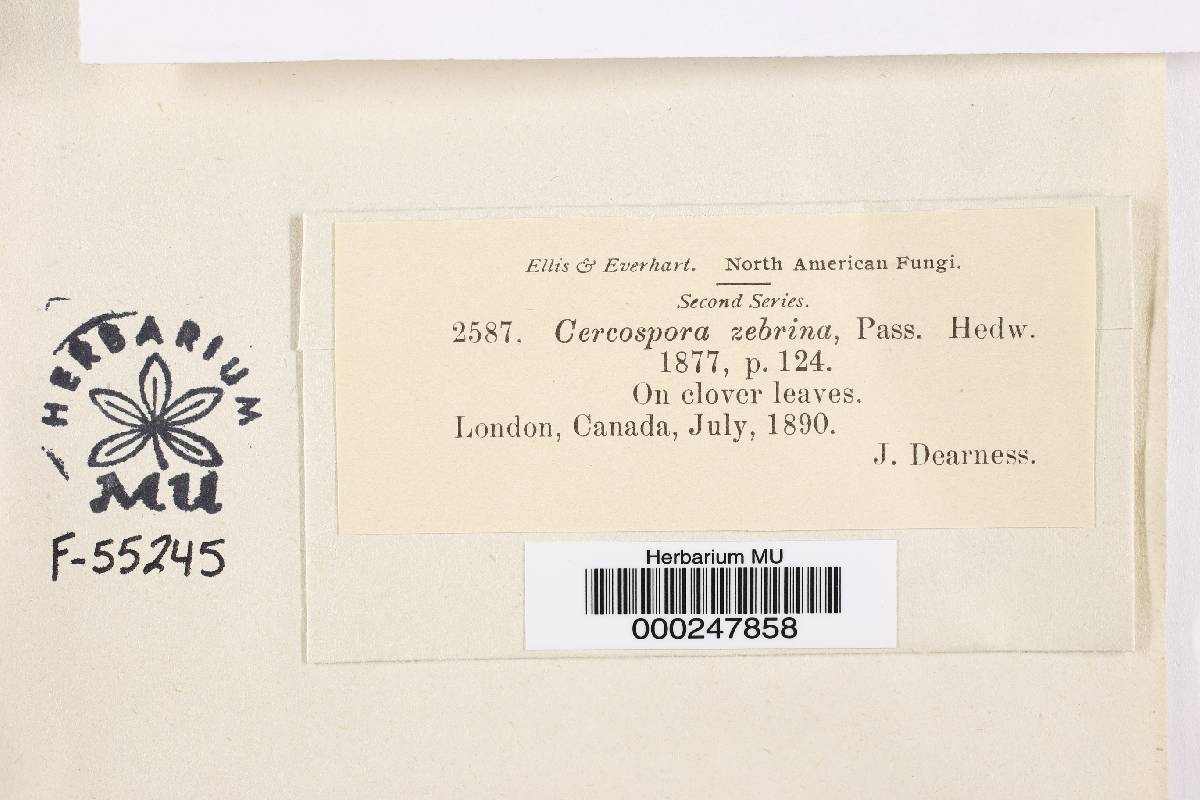 Ellis & Everhart. North American Fungi.
Second Series.
2587. Cercospora zebrina, Pass. Hedw.
1877, p. 124.
On clover leaves.
London, Canada, July, 1890.
J. Dearness.
HERBARIUM
MU
F-55245
Herbarium MU
000247858